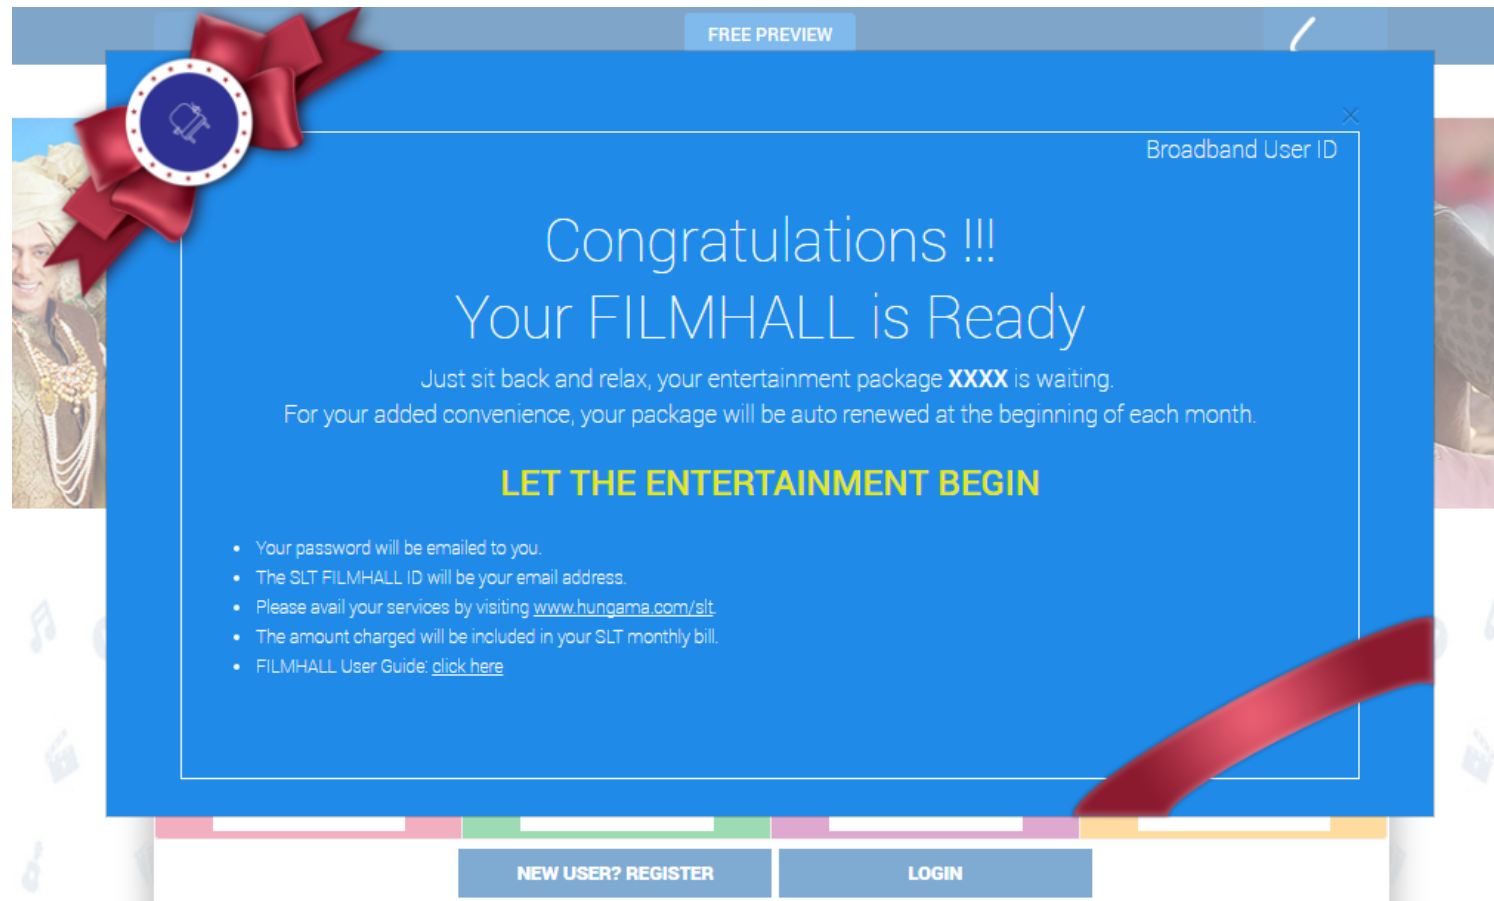 FREE PREVIEW
Broadband User ID
Congratulations !!!
Your FILMHALL is Ready
Just sit back and relax, your entertainment package XXXX is waiting.
For your added convenience, your package will be auto renewed at the beginning of each month.
LET THE ENTERTAINMENT BEGIN
• Your password will be emailed to you.
• The SLT FILMHALL ID will be your email address.
• Please avail your services by visiting www.hungama.com/slt.
• The amount charged will be included in your SLT monthly bill.
• FILMHALL User Guide: click here
NEW USER? REGISTER
LOGIN